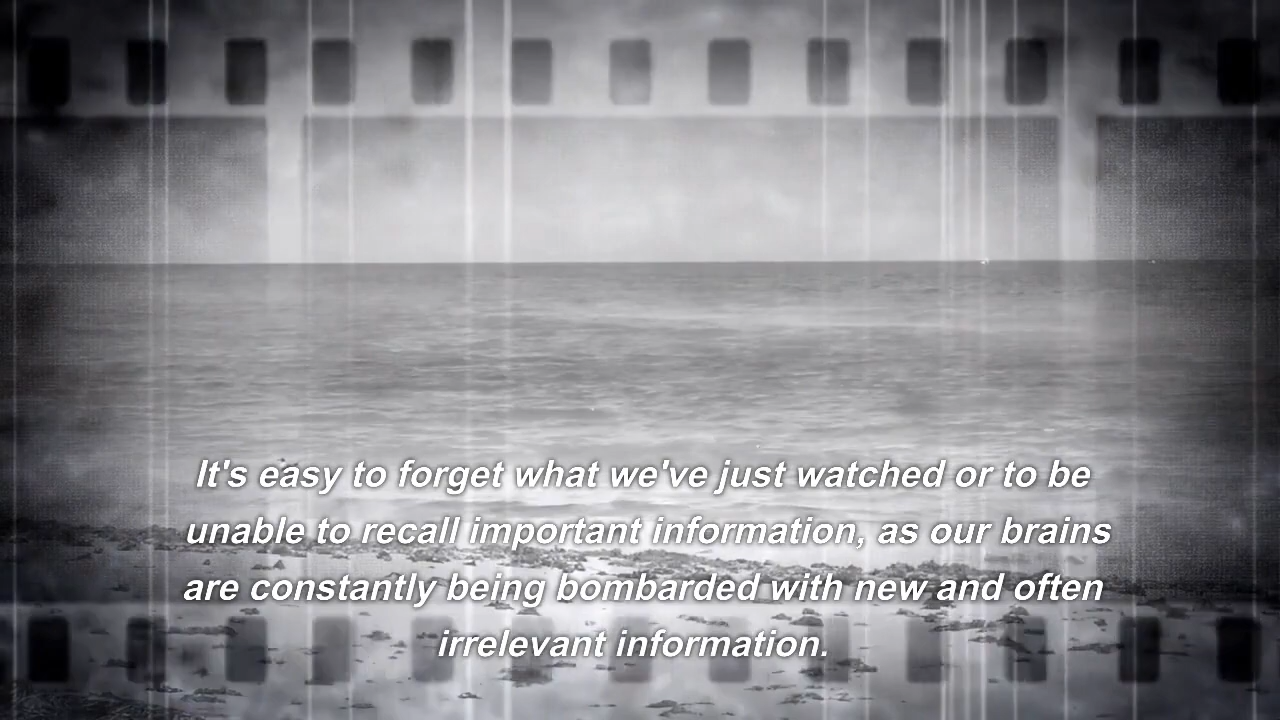 It's easy to forget what we've just watched or to be
unable to recall important information, as our brains
are constantly being bombarded with new and often
irrelevant information.